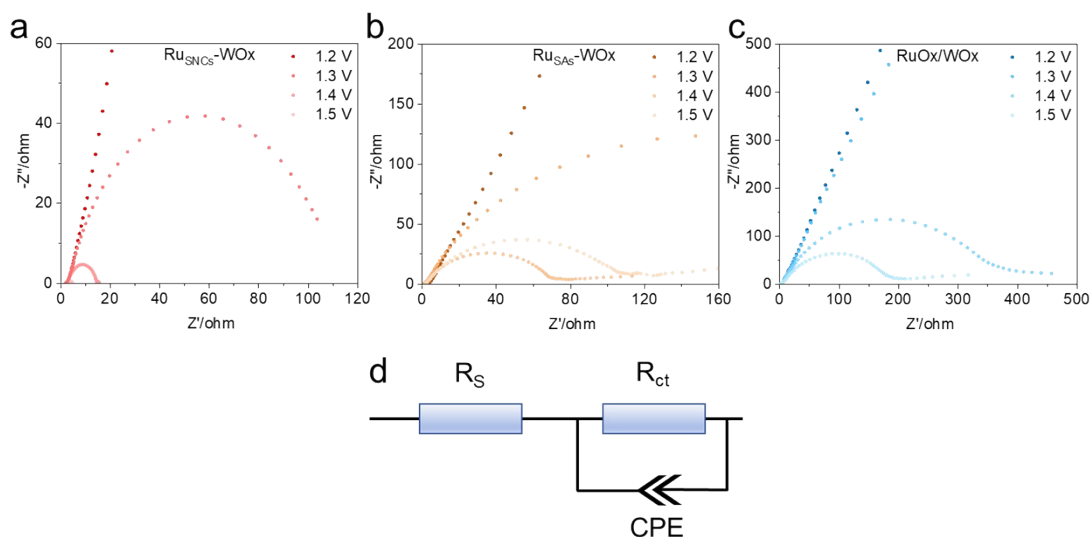 a
Ru_SNCs-WOx
1.2 V
1.3 V
1.4 V
1.5 V
-Z"/ohm
60
40
20
0
0 20 40 60 80 100 120
Z'/ohm
b
Ru_SAs-WOx
1.2 V
1.3 V
1.4 V
1.5 V
-Z"/ohm
200
150
100
50
0
0 40 80 120 160
Z'/ohm
c
RuOx/WOx
1.2 V
1.3 V
1.4 V
1.5 V
-Z"/ohm
500
400
300
200
100
0
0 100 200 300 400 500
Z'/ohm
d
R_S
R_ct
CPE